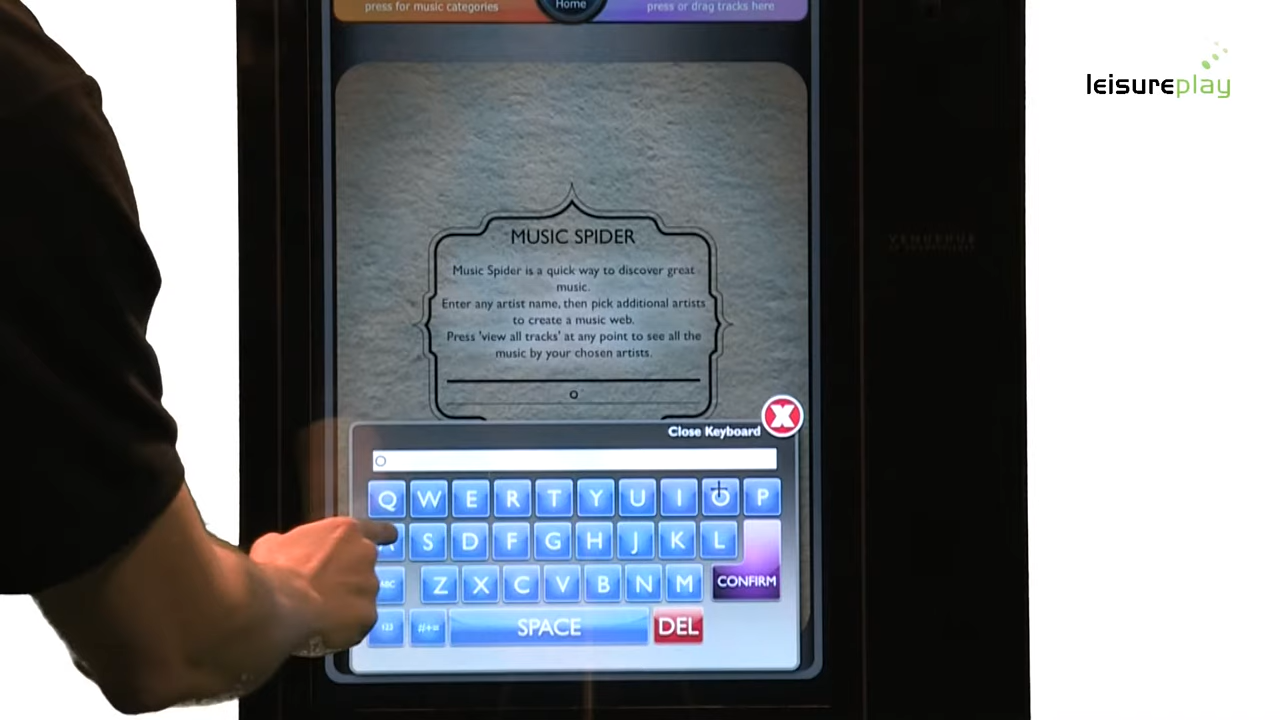 press for music categories
Home
press or drag tracks here
leisureplay
MUSIC SPIDER
Music Spider is a quick way to discover great
music.
Enter any artist name, then pick additional artists
to create a music web.
Press 'view all tracks' at any point to see all the
music by your chosen artists.
O
Close Keyboard X
O
Q W E R T Y U I O P
A S D F G H J K L
ABC Z X C V B N M CONFIRM
123 #+= SPACE DEL